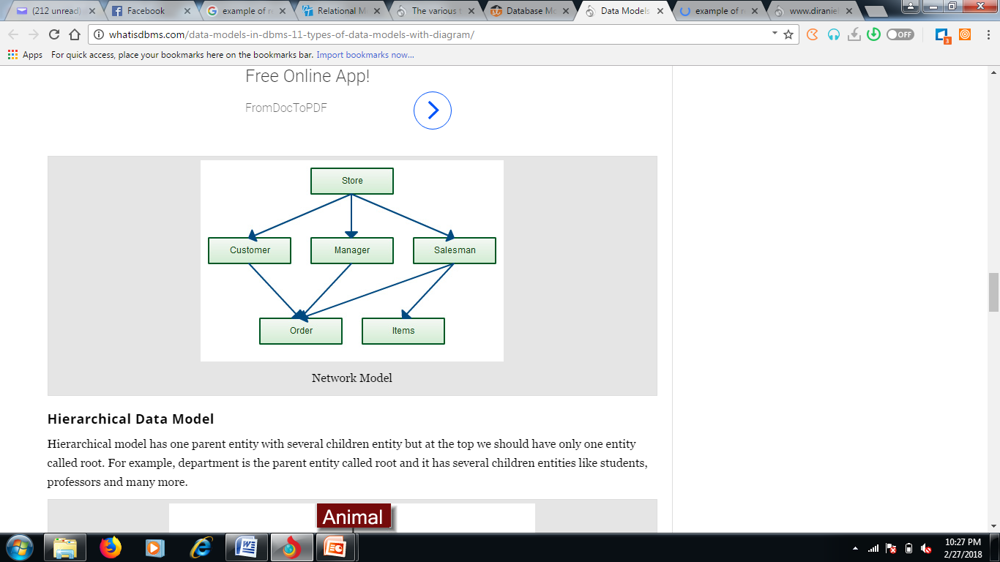 (212 unread)
Facebook
example of r
Relational M
The various
Database Mo
Data Models
example of r
www.diraniel
whatisdbms.com/data-models-in-dbms-11-types-of-data-models-with-diagram/
OFF
3
Apps For quick access, place your bookmarks here on the bookmarks bar. Import bookmarks now...
Free Online App!
FromDocToPDF
Store
Customer Manager Salesman
Order Items
Network Model
Hierarchical Data Model
Hierarchical model has one parent entity with several children entity but at the top we should have only one entity
called root. For example, department is the parent entity called root and it has several children entities like students,
professors and many more.
Animal
10:27 PM
2/27/2018